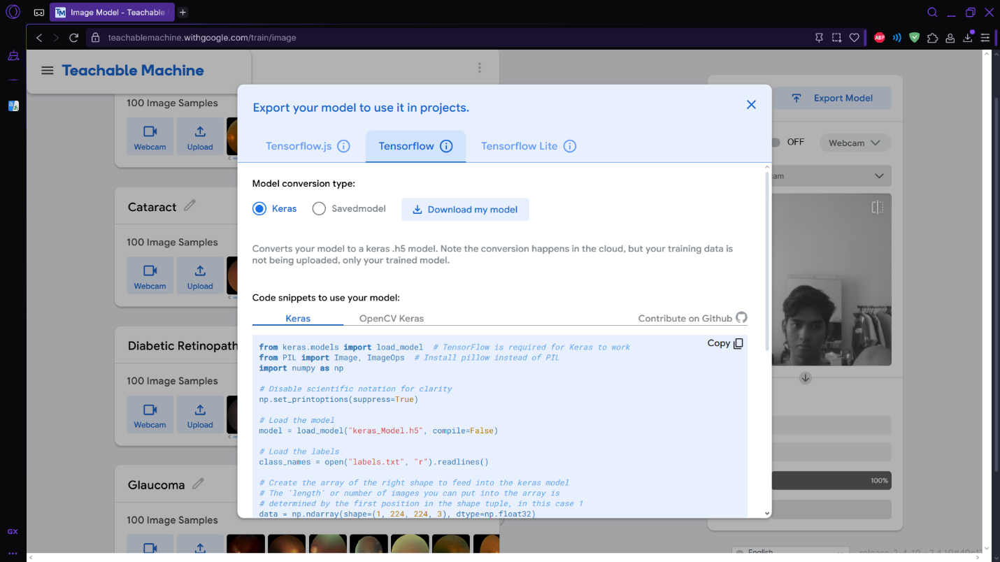 Image Model - Teachable
teachablemachine.withgoogle.com/train/image
ABP
Teachable Machine
100 Image Samples
Webcam
Upload
Cataract
100 Image Samples
Webcam
Upload
Diabetic Retinopath
100 Image Samples
Webcam
Upload
Glaucoma
100 Image Samples
Export your model to use it in projects.
Tensorflow.js
Tensorflow
Tensorflow Lite
Model conversion type:
Keras
Savedmodel
Download my model
Converts your model to a keras .h5 model. Note the conversion happens in the cloud, but your training data is
not being uploaded, only your trained model.
Code snippets to use your model:
Keras
OpenCV Keras
Contribute on Github
Copy
from keras.models import load_model  # TensorFlow is required for Keras to work
from PIL import Image, ImageOps  # Install pillow instead of PIL
import numpy as np
# Disable scientific notation for clarity
np.set_printoptions(suppress=True)
# Load the model
model = load_model("keras_Model.h5", compile=False)
# Load the labels
class_names = open("labels.txt", "r").readlines()
# Create the array of the right shape to feed into the keras model
# The 'length' or number of images you can put into the array is
# determined by the first position in the shape tuple, in this case 1
data = np.ndarray(shape=(1, 224, 224, 3), dtype=np.float32)
Export Model
OFF
Webcam
100%
English
GX